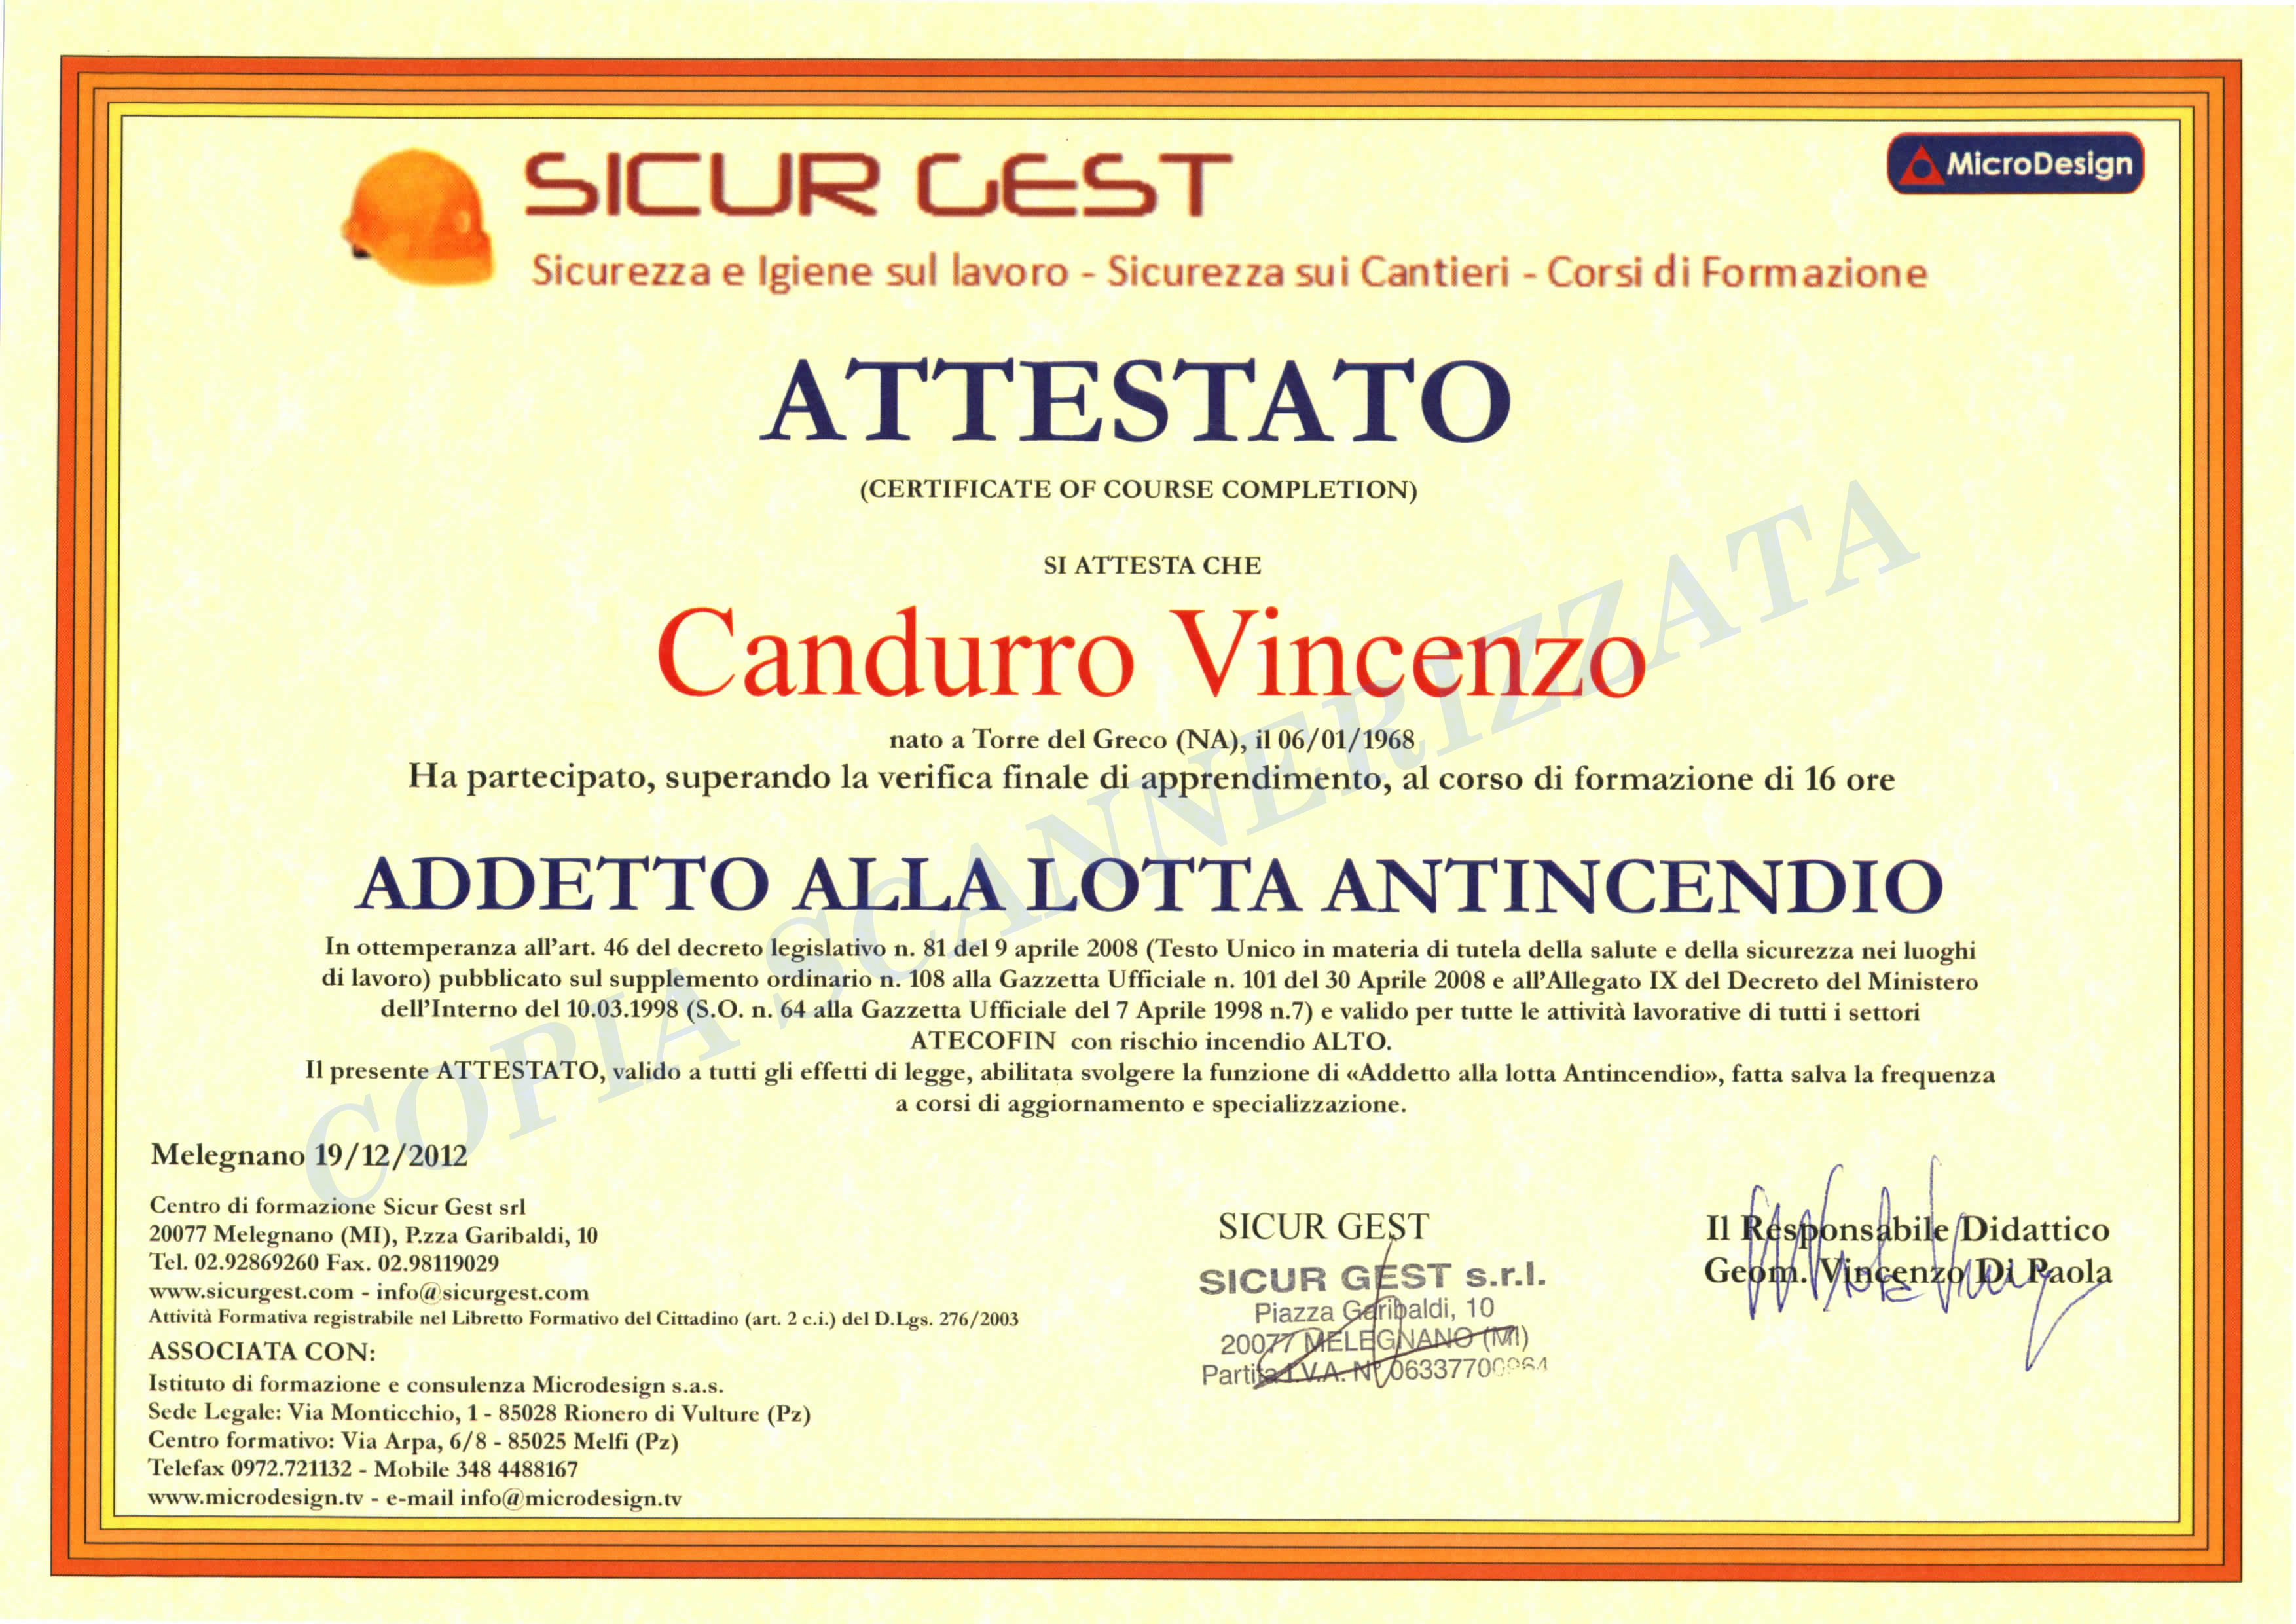 SICUR GEST
MicroDesign
Sicurezza e Igiene sul lavoro - Sicurezza sui Cantieri - Corsi di Formazione
ATTESTATO
(CERTIFICATE OF COURSE COMPLETION)
SI ATTESTA CHE
Candurro Vincenzo
nato a Torre del Greco (NA), il 06/01/1968
Ha partecipato, superando la verifica finale di apprendimento, al corso di formazione di 16 ore
ADDETTO ALLA LOTTA ANTINCENDIO
In ottemperanza all'art. 46 del decreto legislativo n. 81 del 9 aprile 2008 (Testo Unico in materia di tutela della salute e della sicurezza nei luoghi
di lavoro) pubblicato sul supplemento ordinario n. 108 alla Gazzetta Ufficiale n. 101 del 30 Aprile 2008 e all'Allegato IX del Decreto del Ministero
dell'Interno del 10.03.1998 (S.O. n. 64 alla Gazzetta Ufficiale del 7 Aprile 1998 n.7) e valido per tutte le attività lavorative di tutti i settori
ATECOFIN con rischio incendio ALTO.
Il presente ATTESTATO, valido a tutti gli effetti di legge, abilitata svolgere la funzione di «Addetto alla lotta Antincendio», fatta salva la frequenza
a corsi di aggiornamento e specializzazione.
COPIA SCANNERIZZATA
Melegnano 19/12/2012
Centro di formazione Sicur Gest srl
20077 Melegnano (MI), P.zza Garibaldi, 10
Tel. 02.92869260 Fax. 02.98119029
www.sicurgest.com - info@sicurgest.com
Attività Formativa registrabile nel Libretto Formativo del Cittadino (art. 2 c.i.) del D.Lgs. 276/2003
ASSOCIATA CON:
Istituto di formazione e consulenza Microdesign s.a.s.
Sede Legale: Via Monticchio, 1 - 85028 Rionero di Vulture (Pz)
Centro formativo: Via Arpa, 6/8 - 85025 Melfi (Pz)
Telefax 0972.721132 - Mobile 348 4488167
www.microdesign.tv - e-mail info@microdesign.tv
SICUR GEST
SICUR GEST s.r.l.
Piazza Garibaldi, 10
20077 MELEGNANO (MI)
Partita I.V.A. N°
Il Responsabile Didattico
Geom. Vincenzo Di Paola